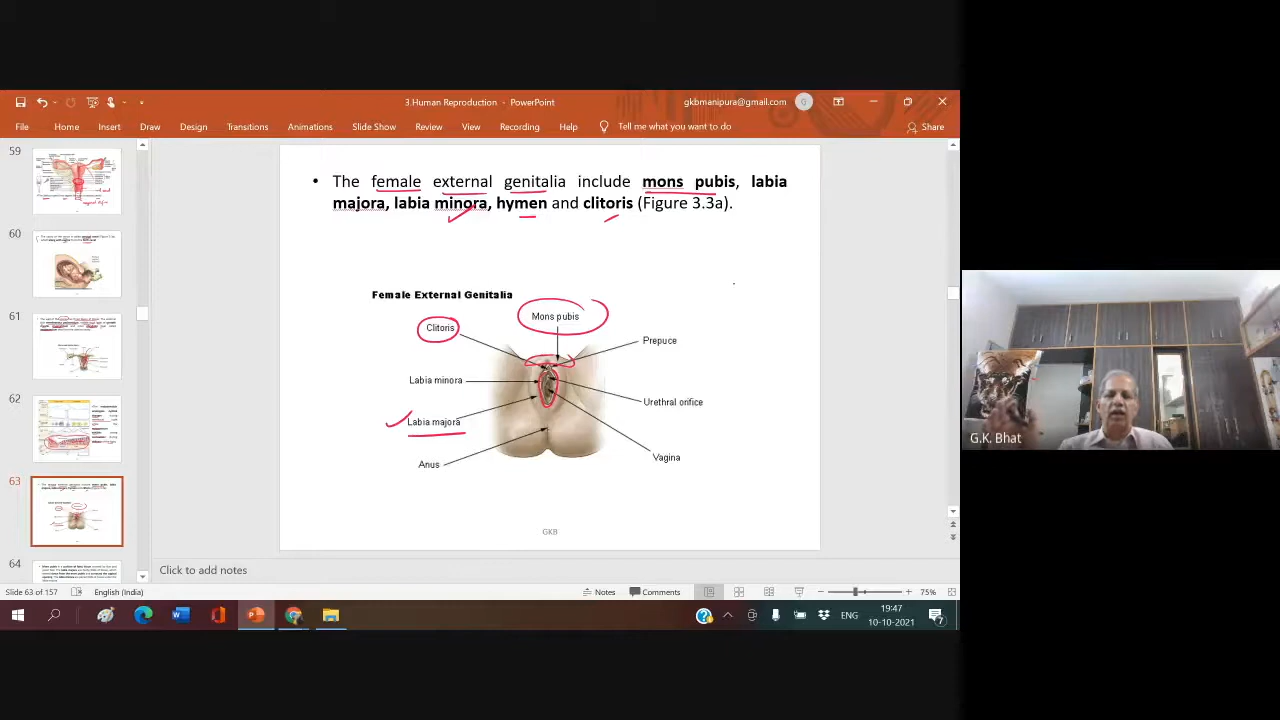 3.Human Reproduction - PowerPoint
gkbmanipura@gmail.com
G
File Home Insert Draw Design Transitions Animations Slide Show Review View Recording Help Tell me what you want to do Share
59
60
61
62
63
64
• The female external genitalia include mons pubis, labia
majora, labia minora, hymen and clitoris (Figure 3.3a).
Female External Genitalia
Mons pubis
Clitoris
Prepuce
Labia minora
Urethral orifice
Labia majora
Vagina
Anus
GKB
G.K. Bhat
Click to add notes
Slide 63 of 157 English (India) Notes Comments 75%
ENG
19:47
10-10-2021
7